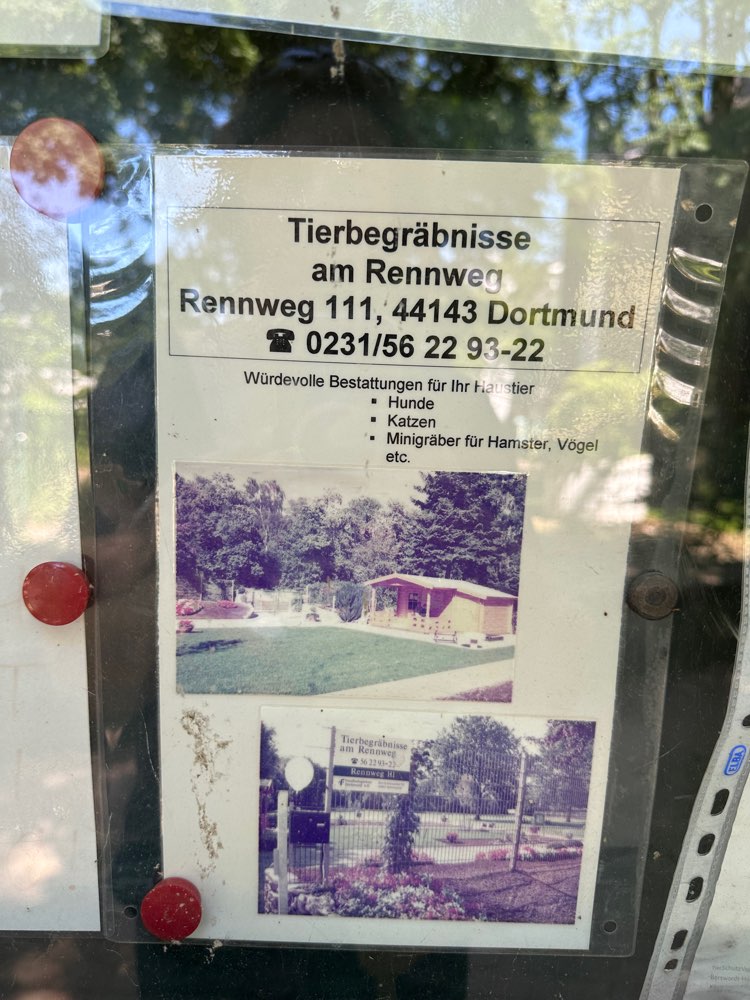 Tierbegräbnisse
am Rennweg
Rennweg 111, 44143 Dortmund
☎ 0231/56 22 93-22
Würdevolle Bestattungen für Ihr Haustier
▪ Hunde
▪ Katzen
▪ Minigräber für Hamster, Vögel
etc.
Tierbegräbnisse
am Rennweg
☎ 56 22 93-22
Rennweg 111
ELBA